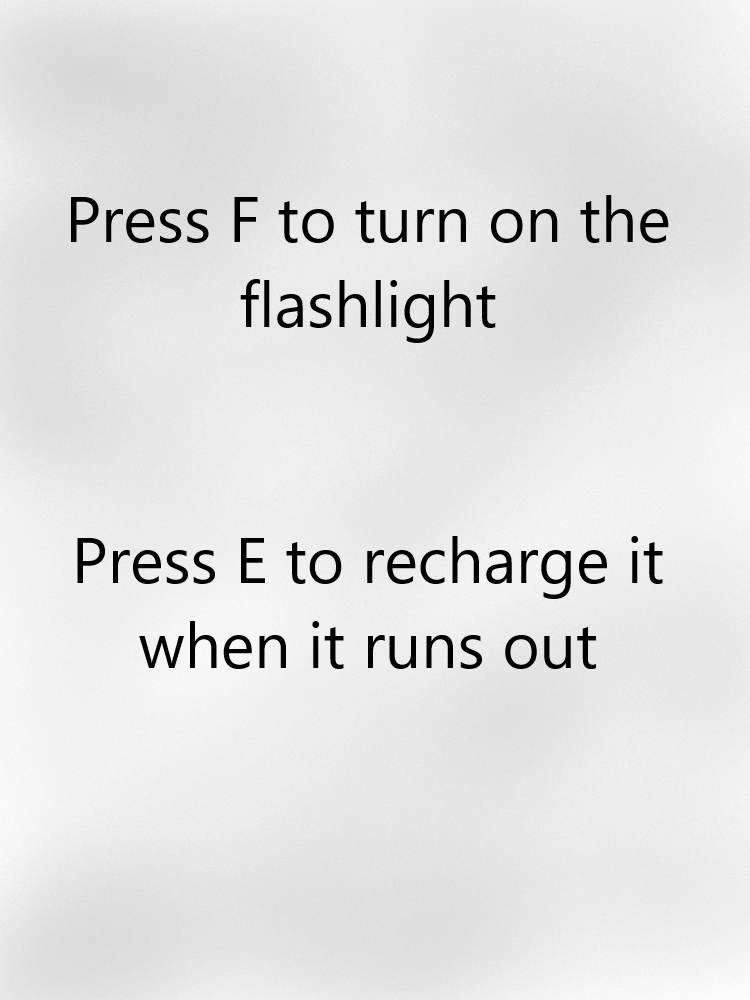 Press F to turn on the
flashlight
Press E to recharge it
when it runs out